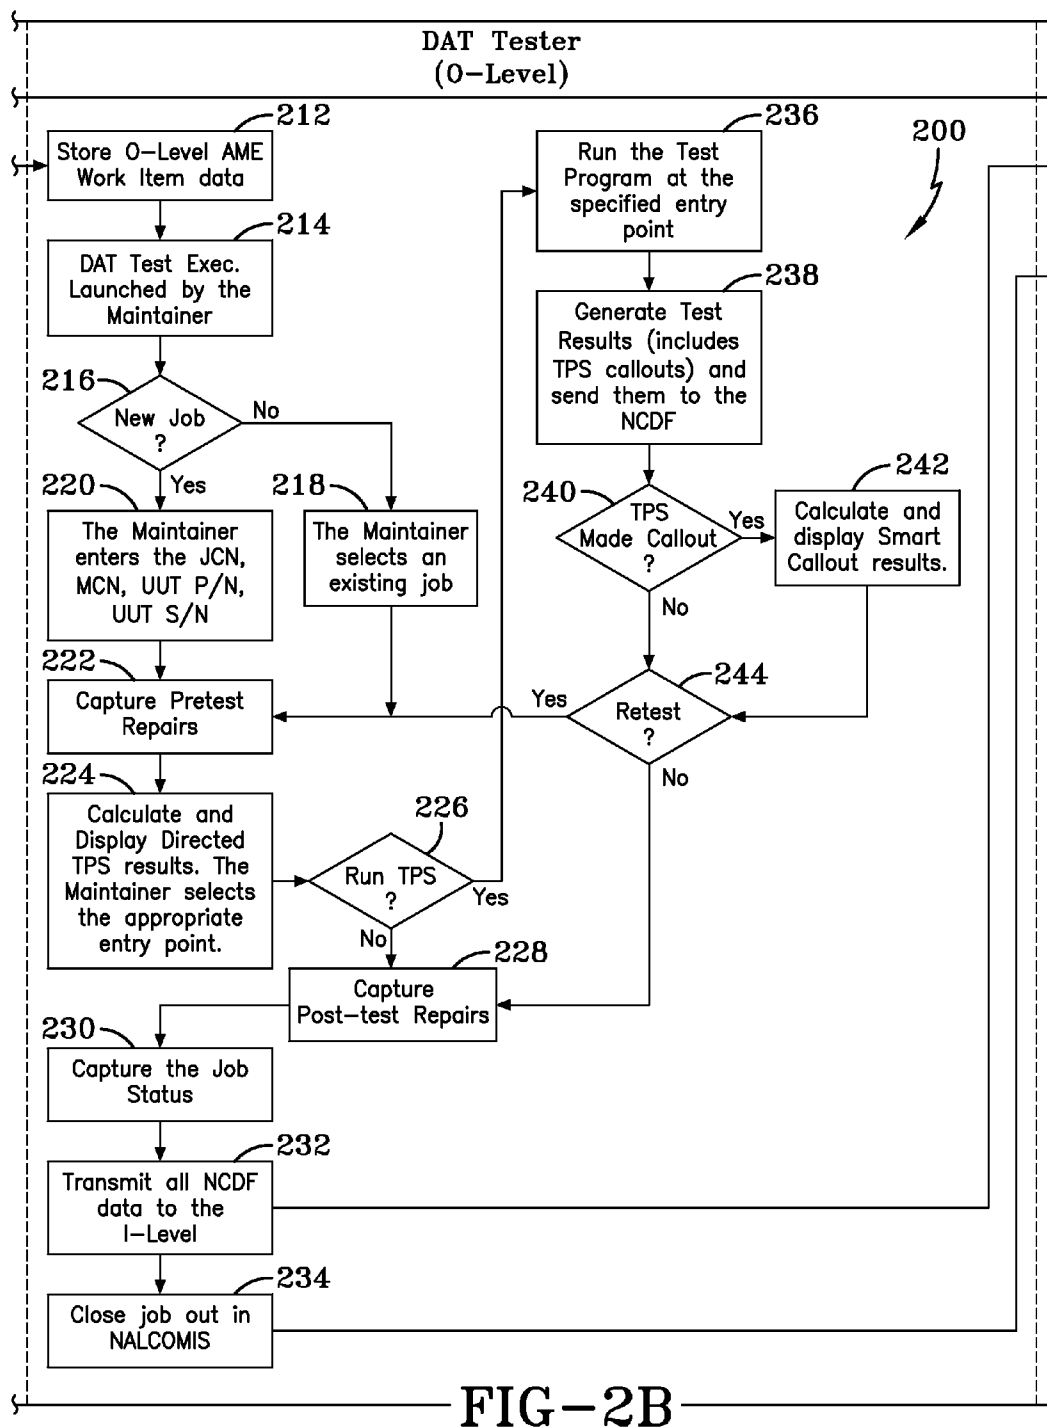 DAT Tester
(O-Level)
212
Store O-Level AME
Work Item data
214
DAT Test Exec.
Launched by the
Maintainer
216
New Job
?
No
Yes
220
The Maintainer
enters the JCN,
MCN, UUT P/N,
UUT S/N
218
The Maintainer
selects an
existing job
222
Capture Pretest
Repairs
224
Calculate and
Display Directed
TPS results. The
Maintainer selects
the appropriate
entry point.
226
Run TPS
?
Yes
No
228
Capture
Post-test Repairs
230
Capture the Job
Status
232
Transmit all NCDF
data to the
I-Level
234
Close job out in
NALCOMIS
236
Run the Test
Program at the
specified entry
point
200
238
Generate Test
Results (includes
TPS callouts) and
send them to the
NCDF
240
TPS
Made Callout
?
Yes
No
242
Calculate and
display Smart
Callout results.
244
Retest
?
Yes
No
FIG-2B